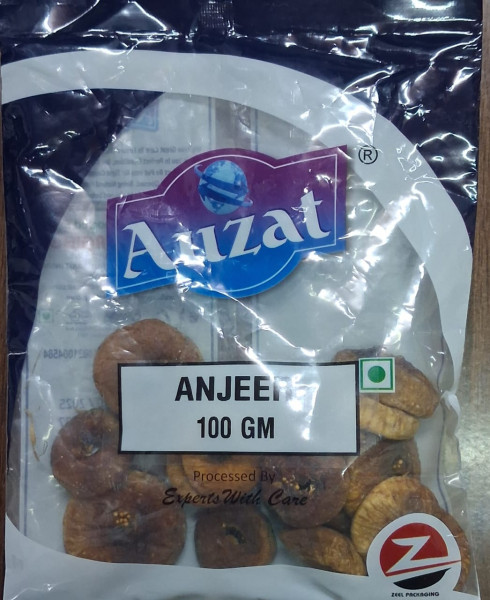 ®
Auzat
ANJEER
100 GM
Processed By
Experts With Care
Z
ZEEL PACKAGING